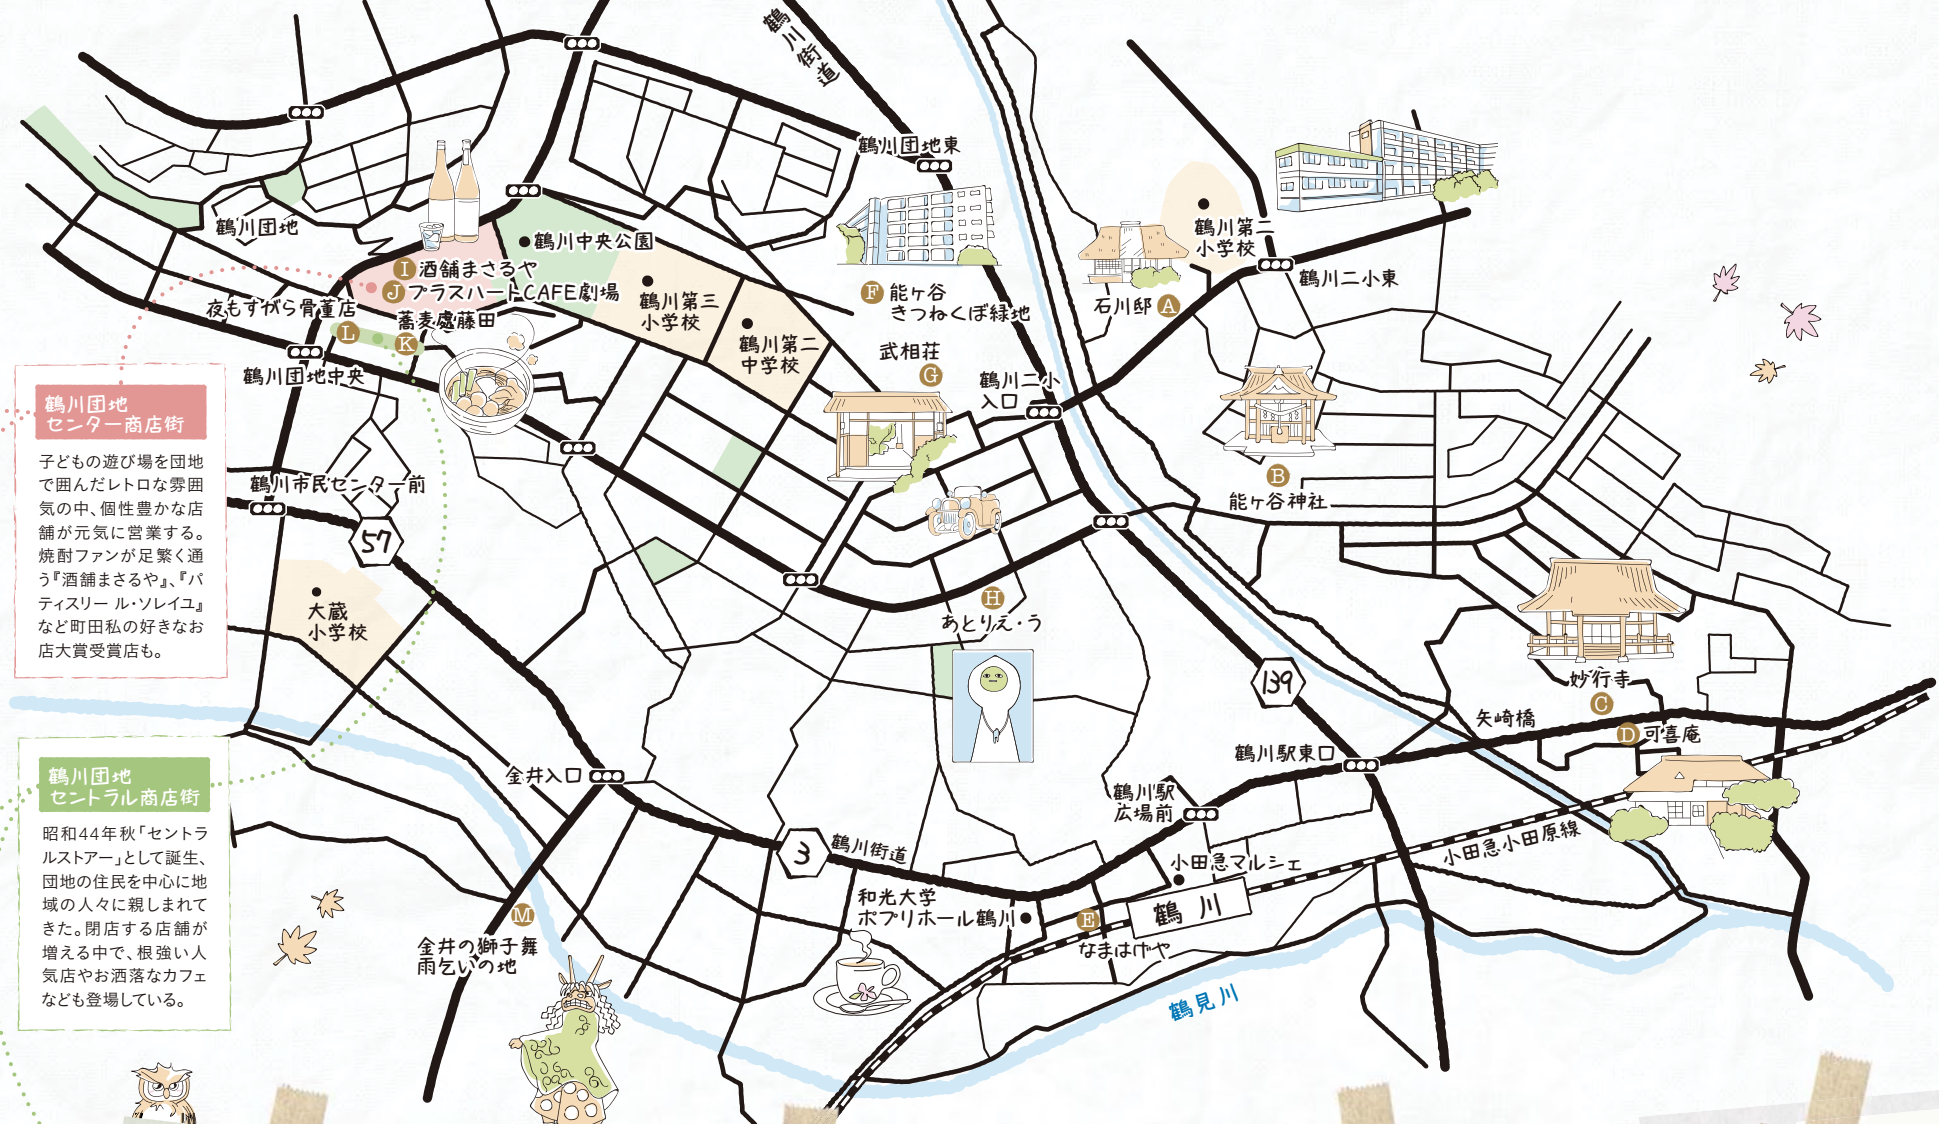 鶴川街道
鶴川団地東
鶴川団地
鶴川中央公園
I 酒舗まさるや
J プラスハートCAFE劇場
夜もすがら骨董店
L
蕎麦處藤田
K
鶴川団地中央
鶴川第三
小学校
鶴川第二
中学校
F 能ヶ谷
きつねくぼ緑地
武相荘
G
鶴川二小
入口
鶴川第二
小学校
鶴川二小東
石川邸 A
B
能ヶ谷神社
鶴川団地
センター商店街
子どもの遊び場を団地
で囲んだレトロな雰囲
気の中、個性豊かな店
舗が元気に営業する。
焼酎ファンが足繁く通
う『酒舗まさるや』、『パ
ティスリー ル・ソレイユ』
など町田私の好きなお
店大賞受賞店も。
鶴川市民センター前
57
大蔵
小学校
H
あとりえ・う
139
妙行寺
C
矢崎橋
D 可喜庵
鶴川駅東口
鶴川駅
広場前
金井入口
3
鶴川街道
小田急マルシェ
小田急小田原線
鶴川
和光大学
ポプリホール鶴川
E
なまはげや
鶴見川
M
金井の獅子舞
雨乞いの地
鶴川団地
セントラル商店街
昭和44年秋「セントラ
ルストアー」として誕生、
団地の住民を中心に地
域の人々に親しまれて
きた。閉店する店舗が
増える中で、根強い人
気店やお洒落なカフェ
なども登場している。